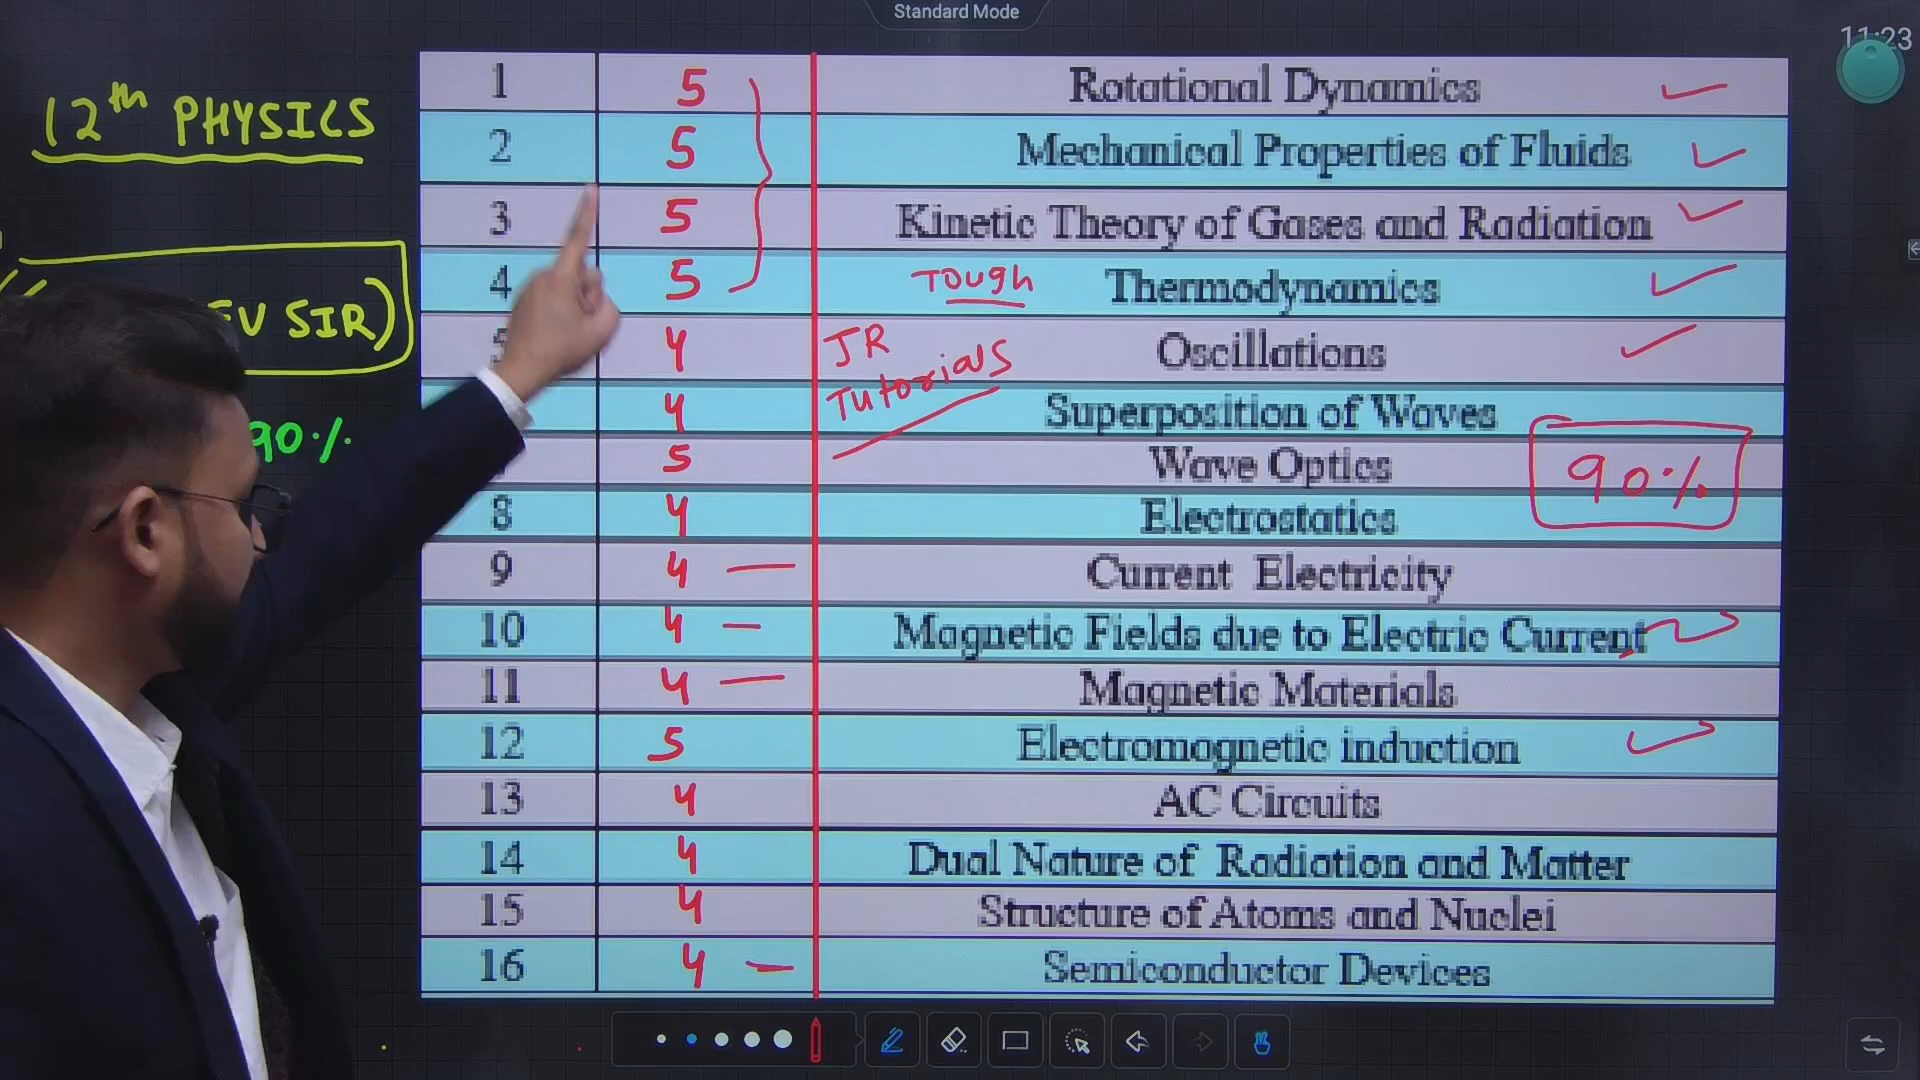 Standard Mode
11:23
12th PHYSICS
EV SIR)
90%
1 5 Rotational Dynamics
2 5 Mechanical Properties of Fluids
3 5 Kinetic Theory of Gases and Radiation
4 5 TOUGH Thermodynamics
5 4 JR Oscillations
Tutorials
4 Superposition of Waves
5 Wave Optics
90%
8 4 Electrostatics
9 4 Current Electricity
10 4 Magnetic Fields due to Electric Current
11 4 Magnetic Materials
12 5 Electromagnetic induction
13 4 AC Circuits
14 4 Dual Nature of Radiation and Matter
15 4 Structure of Atoms and Nuclei
16 4 Semiconductor Devices